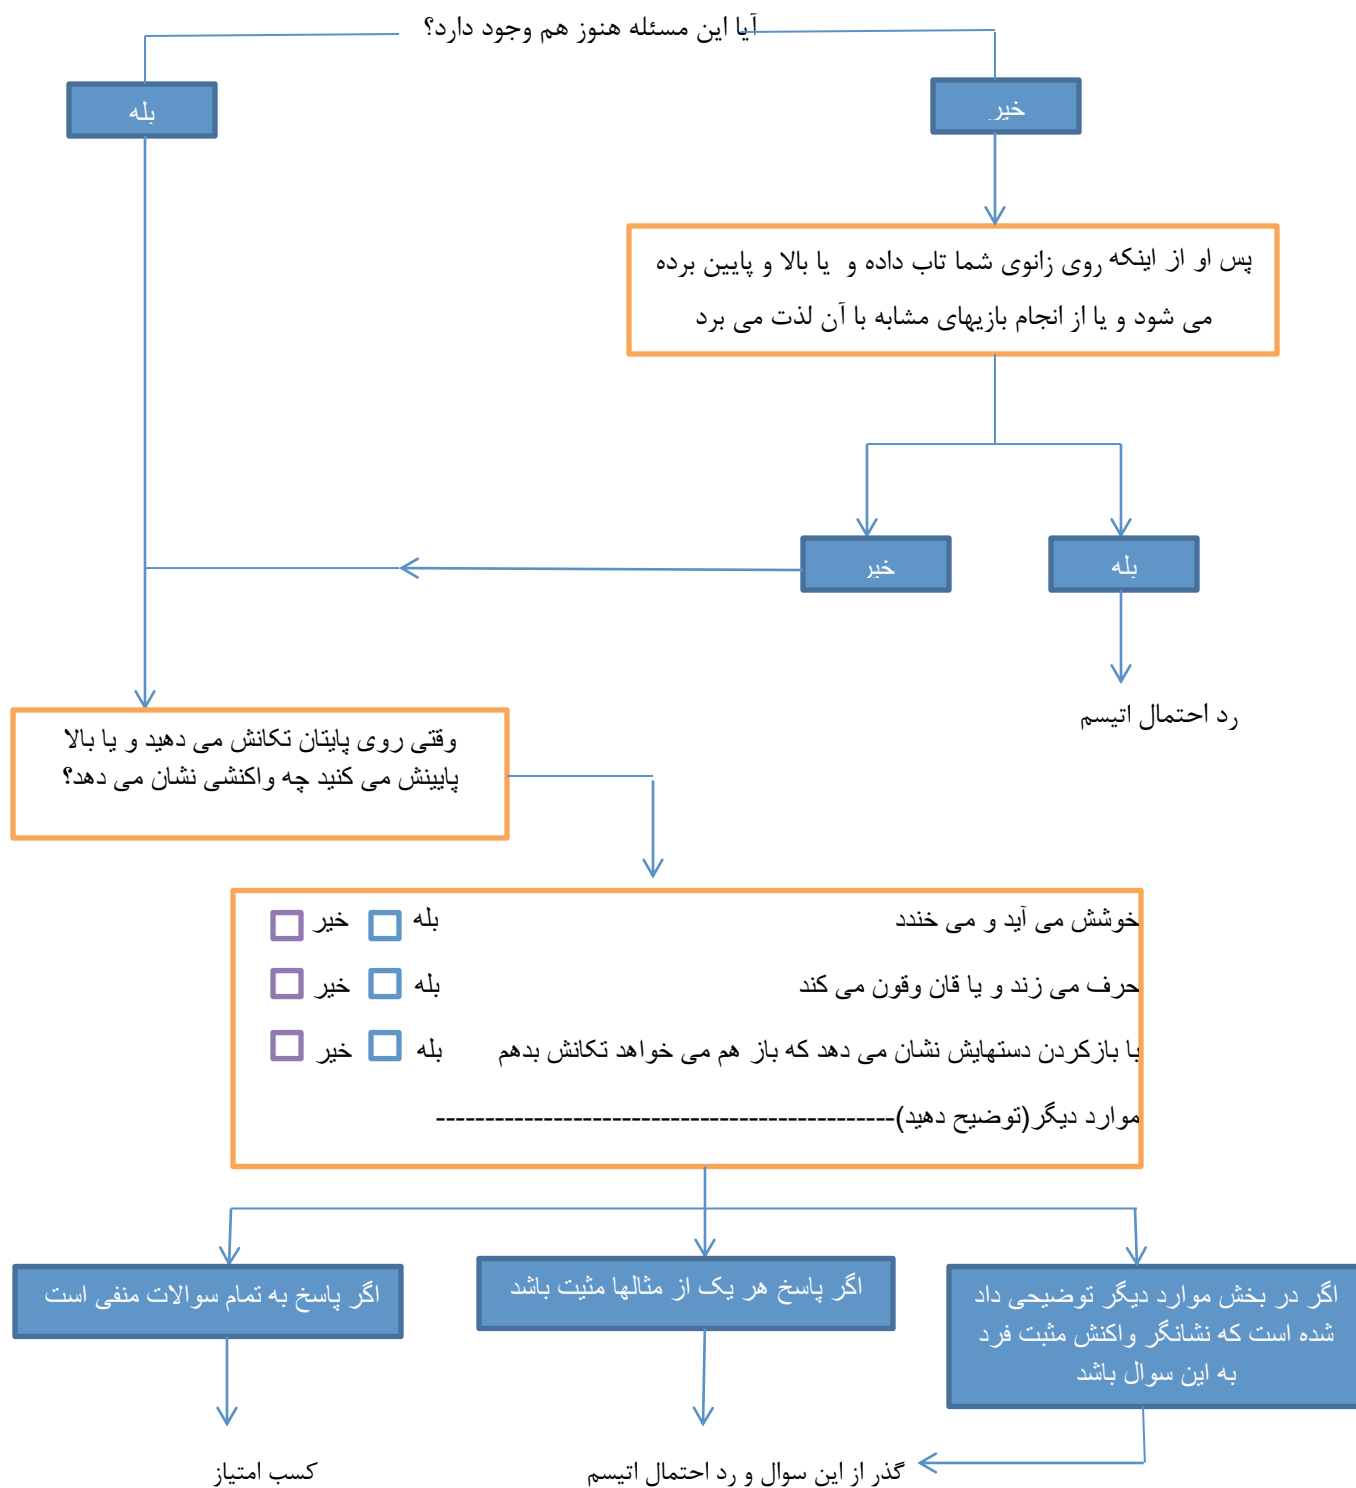 آیا این مسئله هنوز هم وجود دارد؟
خیر
بله
پس او از اینکه روی زانوی شما تاب داده و یا بالا و پایین برده
می شود و یا از انجام بازیهای مشابه با آن لذت می برد
بله
خیر
رد احتمال اتیسم
وقتی روی پایتان تکانش می دهید و یا بالا
پایینش می کنید چه واکنشی نشان می دهد؟
خوشش می آید و می خندد بله خیر
حرف می زند و یا قان وقون می کند بله خیر
با بازکردن دستهایش نشان می دهد که باز هم می خواهد تکانش بدهم بله خیر
موارد دیگر(توضیح دهید)----------------------------------------------
اگر در بخش موارد دیگر توضیحی داد
شده است که نشانگر واکنش مثبت فرد
به این سوال باشد
اگر پاسخ هر یک از مثالها مثبت باشد
اگر پاسخ به تمام سوالات منفی است
گذر از این سوال و رد احتمال اتیسم
کسب امتیاز